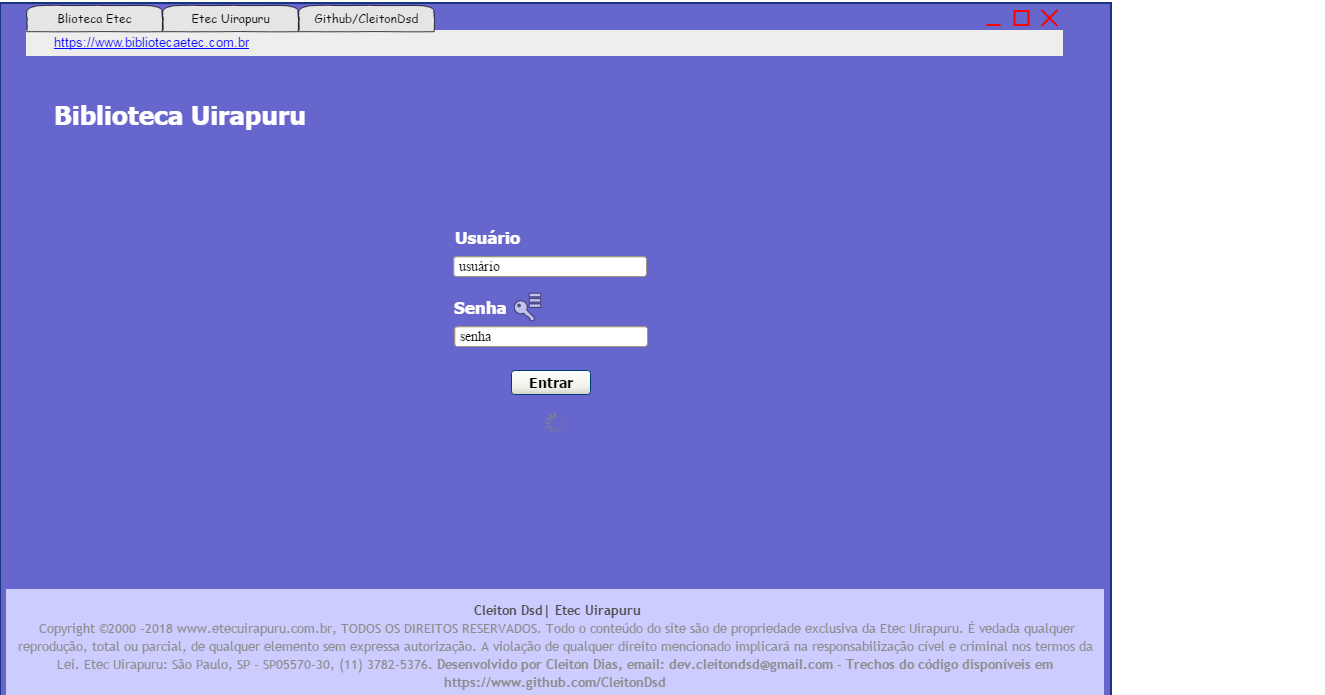 Blioteca Etec Etec Uirapuru Github/CleitonDsd
https://www.bibliotecaetec.com.br
Biblioteca Uirapuru
Usuário
usuário
Senha
senha
Entrar
Cleiton Dsd| Etec Uirapuru
Copyright ©2000 -2018 www.etecuirapuru.com.br, TODOS OS DIREITOS RESERVADOS. Todo o conteúdo do site são de propriedade exclusiva da Etec Uirapuru. É vedada qualquer
reprodução, total ou parcial, de qualquer elemento sem expressa autorização. A violação de qualquer direito mencionado implicará na responsabilização cível e criminal nos termos da
Lei. Etec Uirapuru: São Paulo, SP - SP05570-30, (11) 3782-5376. Desenvolvido por Cleiton Dias, email: dev.cleitondsd@gmail.com - Trechos do código disponíveis em
https://www.github.com/CleitonDsd